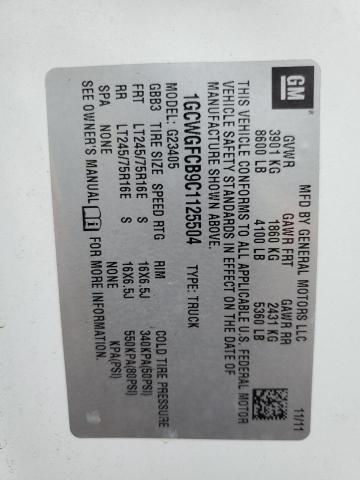 GM
MFD BY GENERAL MOTORS LLC 11/11
GVWR GAWR FRT GAWR RR
3901 KG 1860 KG 2431 KG
8600 LB 4100 LB 5360 LB
THIS VEHICLE CONFORMS TO ALL APPLICABLE U.S. FEDERAL MOTOR
VEHICLE SAFETY STANDARDS IN EFFECT ON THE DATE OF
MANUFACTURE SHOWN ABOVE.
1GCWGFCB9C1125504 TYPE: TRUCK
MODEL: G23405
GBB3 TIRE SIZE SPEED RTG RIM COLD TIRE PRESSURE
FRT LT245/75R16E S 16X6.5J 340KPA(50PSI)
RR LT245/75R16E S 16X6.5J 550KPA(80PSI)
SPA NONE NONE KPA(PSI)
SEE OWNER'S MANUAL